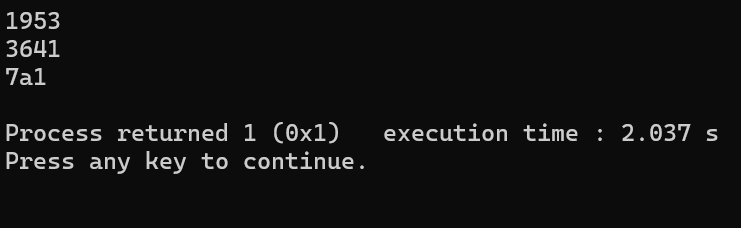 1953
3641
7a1
Process returned 1 (0x1)   execution time : 2.037 s
Press any key to continue.